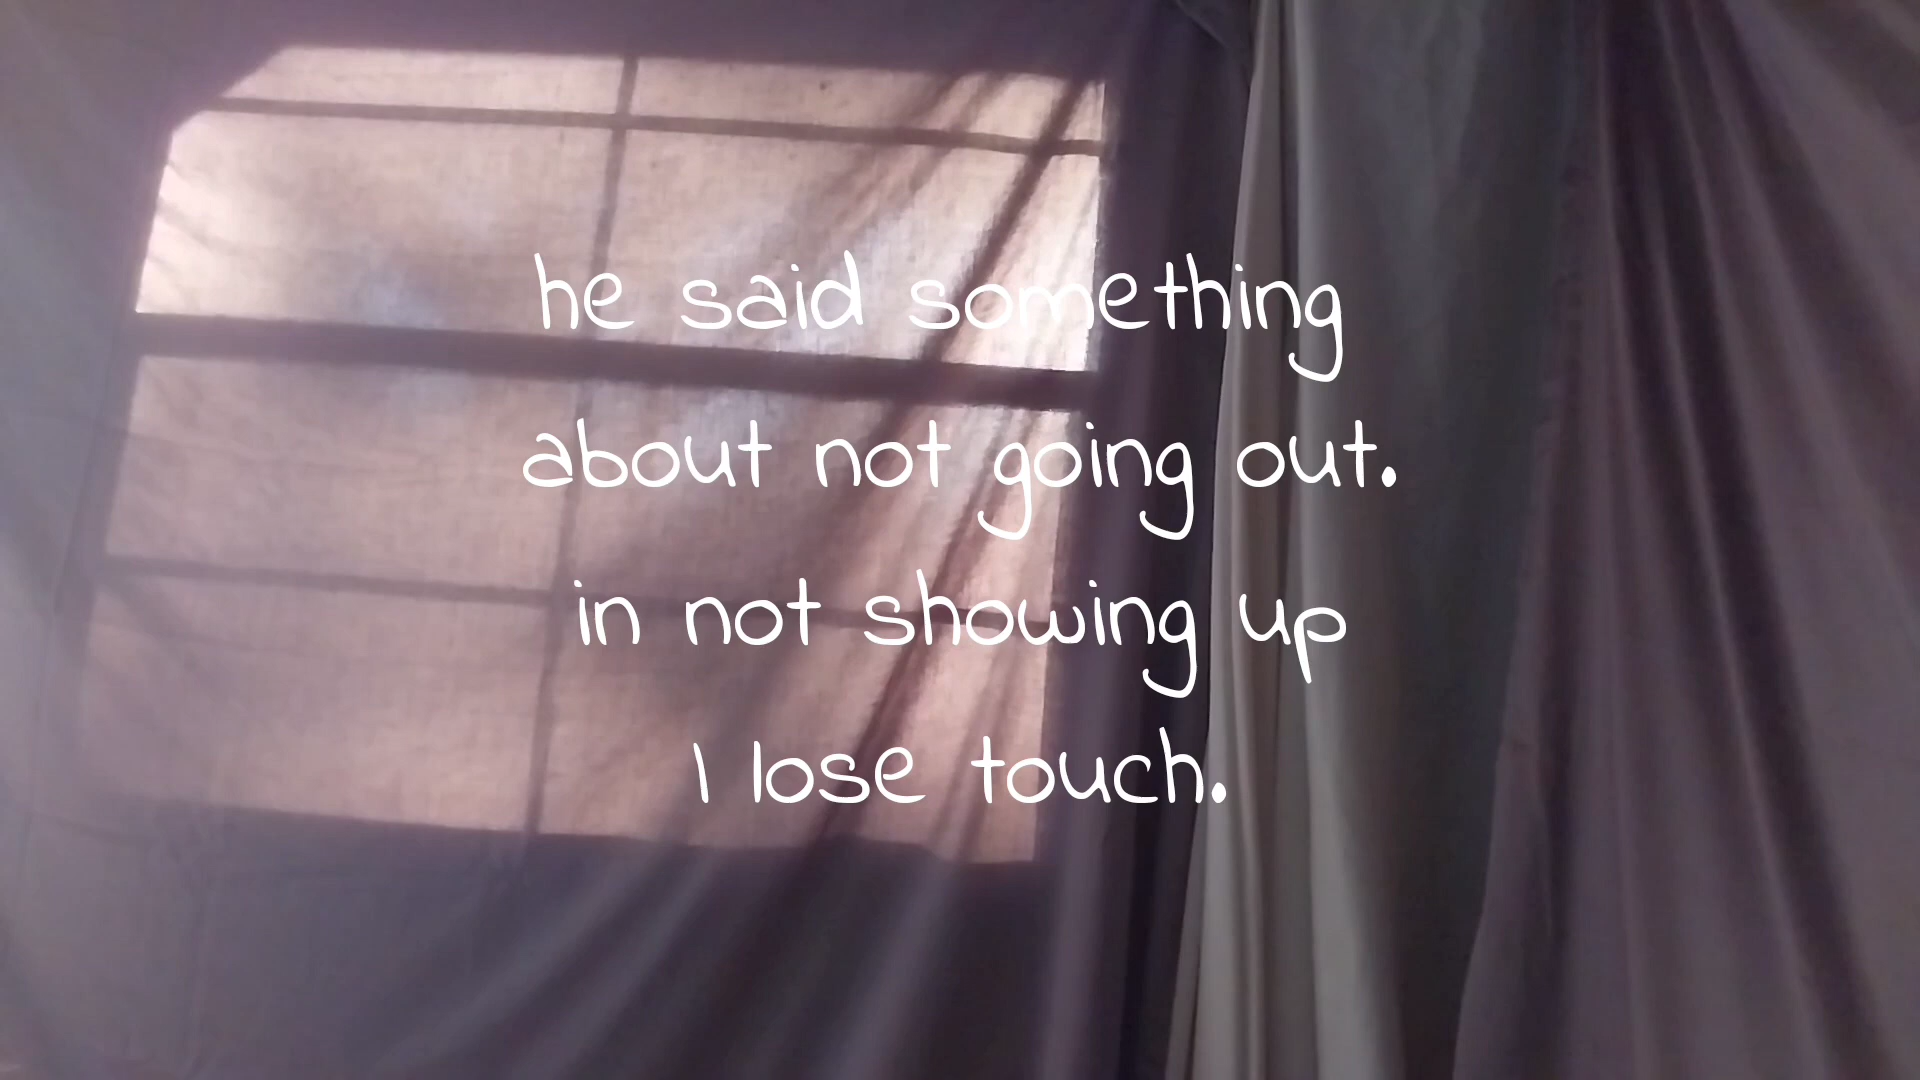 he said something
about not going out.
in not showing up
I lose touch.